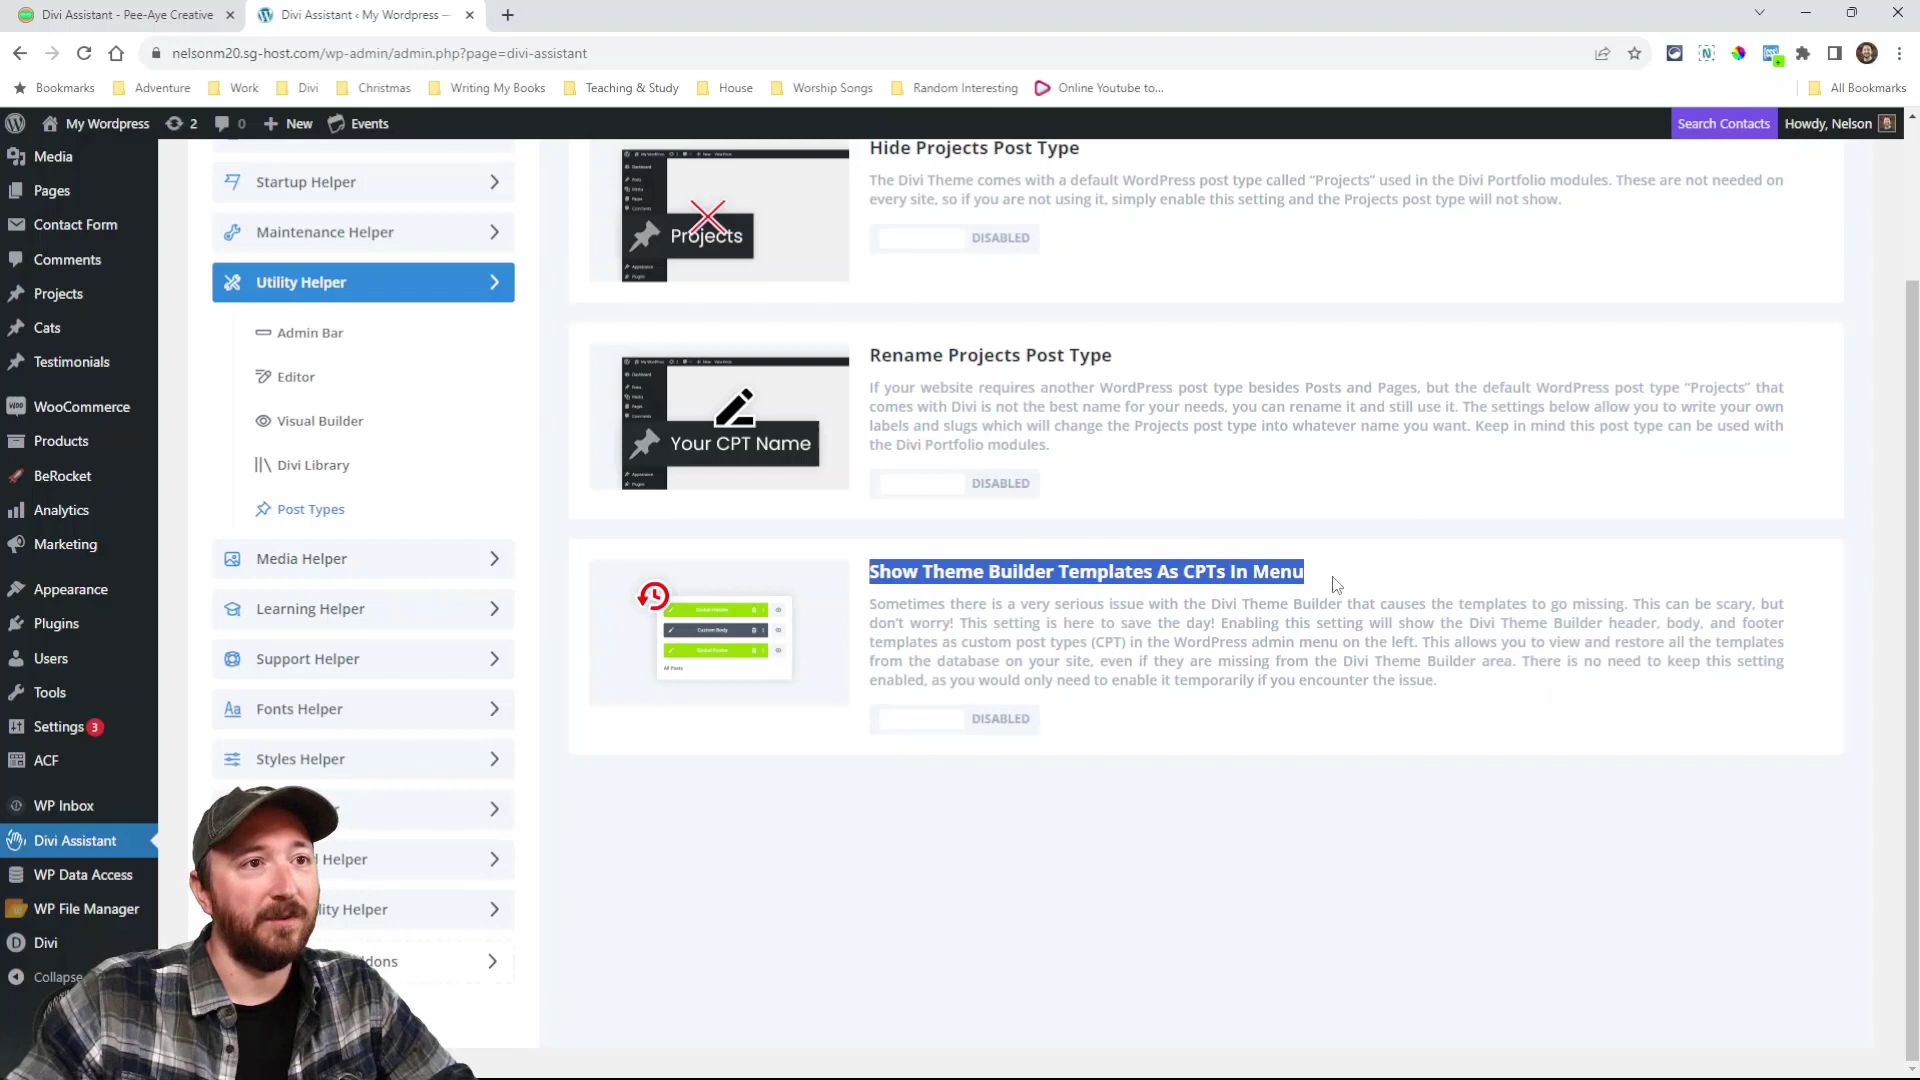 Divi Assistant - Pee-Aye Creative
Divi Assistant ‹ My Wordpress —
nelsonm20.sg-host.com/wp-admin/admin.php?page=divi-assistant
Bookmarks
Adventure
Work
Divi
Christmas
Writing My Books
Teaching & Study
House
Worship Songs
Random Interesting
Online Youtube to...
All Bookmarks
My Wordpress
2
0
New
Events
Search Contacts
Howdy, Nelson
Media
Pages
Contact Form
Comments
Projects
Cats
Testimonials
WooCommerce
Products
BeRocket
Analytics
Marketing
Appearance
Plugins
Users
Tools
Settings 3
ACF
WP Inbox
Divi Assistant
WP Data Access
WP File Manager
Divi
Collapse
Startup Helper
Maintenance Helper
Utility Helper
Admin Bar
Editor
Visual Builder
Divi Library
Post Types
Media Helper
Learning Helper
Support Helper
Fonts Helper
Styles Helper
Helper
lity Helper
Projects
Hide Projects Post Type
The Divi Theme comes with a default WordPress post type called “Projects” used in the Divi Portfolio modules. These are not needed on
every site, so if you are not using it, simply enable this setting and the Projects post type will not show.
DISABLED
Your CPT Name
Rename Projects Post Type
If your website requires another WordPress post type besides Posts and Pages, but the default WordPress post type “Projects” that
comes with Divi is not the best name for your needs, you can rename it and still use it. The settings below allow you to write your own
labels and slugs which will change the Projects post type into whatever name you want. Keep in mind this post type can be used with
the Divi Portfolio modules.
DISABLED
Global Header
Custom Body
Global Footer
All Posts
Show Theme Builder Templates As CPTs In Menu
Sometimes there is a very serious issue with the Divi Theme Builder that causes the templates to go missing. This can be scary, but
don’t worry! This setting is here to save the day! Enabling this setting will show the Divi Theme Builder header, body, and footer
templates as custom post types (CPT) in the WordPress admin menu on the left. This allows you to view and restore all the templates
from the database on your site, even if they are missing from the Divi Theme Builder area. There is no need to keep this setting
enabled, as you would only need to enable it temporarily if you encounter the issue.
DISABLED